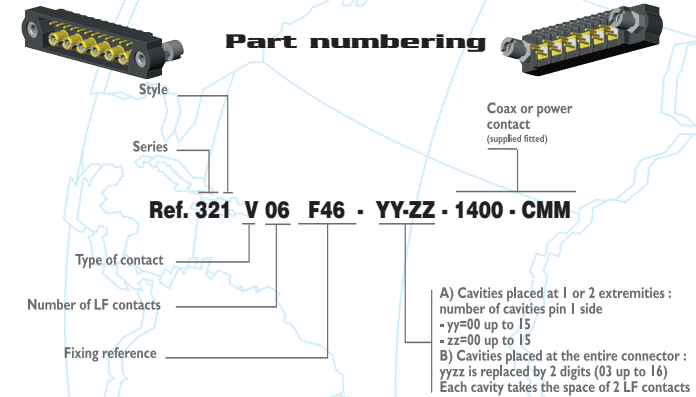 Part numbering
Style
Series
Coax or power
contact
(supplied fitted)
Ref. 321 V 06 F46 - YY-ZZ - 1400 - CMM
Type of contact
Number of LF contacts
Fixing reference
A) Cavities placed at 1 or 2 extremities :
number of cavities pin 1 side
- yy=00 up to 15
- zz=00 up to 15
B) Cavities placed at the entire connector :
yyzz is replaced by 2 digits (03 up to 16)
Each cavity takes the space of 2 LF contacts